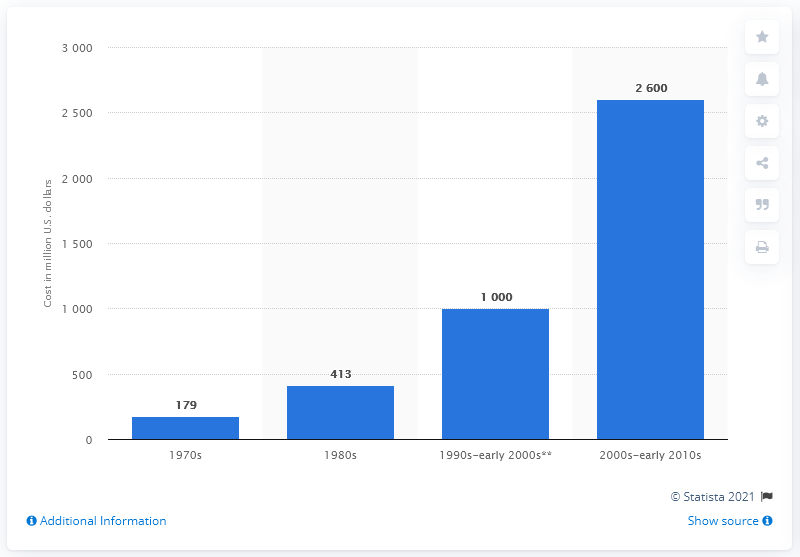 3 000
2 500
2 000
1 500
1 000
500
0
Cost in million U.S. dollars
179
413
1 000
2 600
1970s
1980s
1990s-early 2000s**
2000s-early 2010s
© Statista 2021
Additional Information
Show source